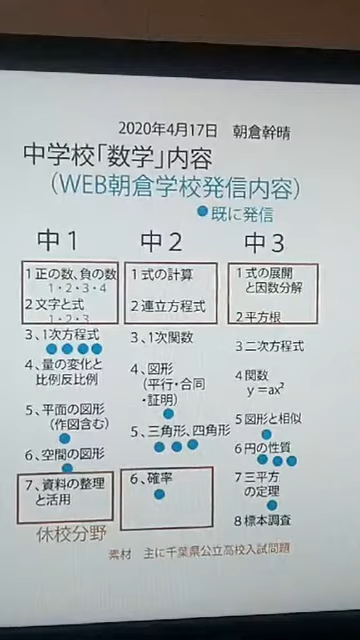 2020年4月17日　朝倉幹晴
中学校「数学」内容
（WEB朝倉学校発信内容）
●既に発信
中1
1正の数、負の数
1・2・3・4
2文字と式
1・2・3
3、1次方程式
4、量の変化と
比例反比例
5、平面の図形
（作図含む）
6、空間の図形
7、資料の整理
と活用
休校分野
中2
1式の計算
2連立方程式
3、1次関数
4、図形
（平行・合同
・証明）
5、三角形、四角形
6、確率
中3
1式の展開
と因数分解
2平方根
3二次方程式
4関数
y＝ax²
5図形と相似
6円の性質
7三平方
の定理
8標本調査
素材　主に千葉県公立高校入試問題